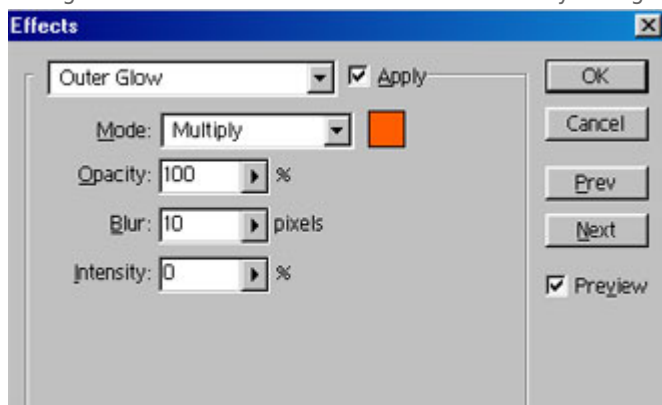 Effects
Outer Glow Apply OK
Mode: Multiply Cancel
Opacity: 100 % Prev
Blur: 10 pixels Next
Intensity: 0 % Preview